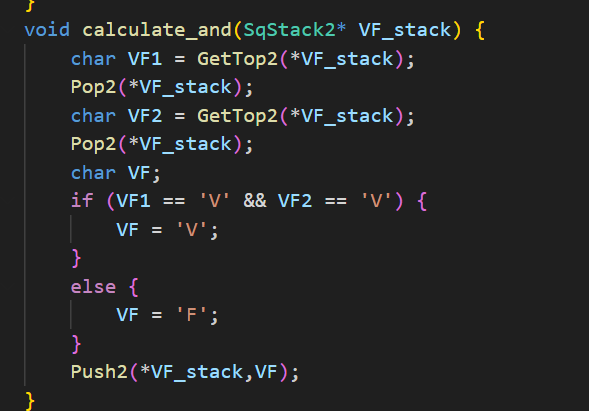 }
void calculate_and(SqStack2* VF_stack) {
    char VF1 = GetTop2(*VF_stack);
    Pop2(*VF_stack);
    char VF2 = GetTop2(*VF_stack);
    Pop2(*VF_stack);
    char VF;
    if (VF1 == 'V' && VF2 == 'V') {
        VF = 'V';
    }
    else {
        VF = 'F';
    }
    Push2(*VF_stack,VF);
}